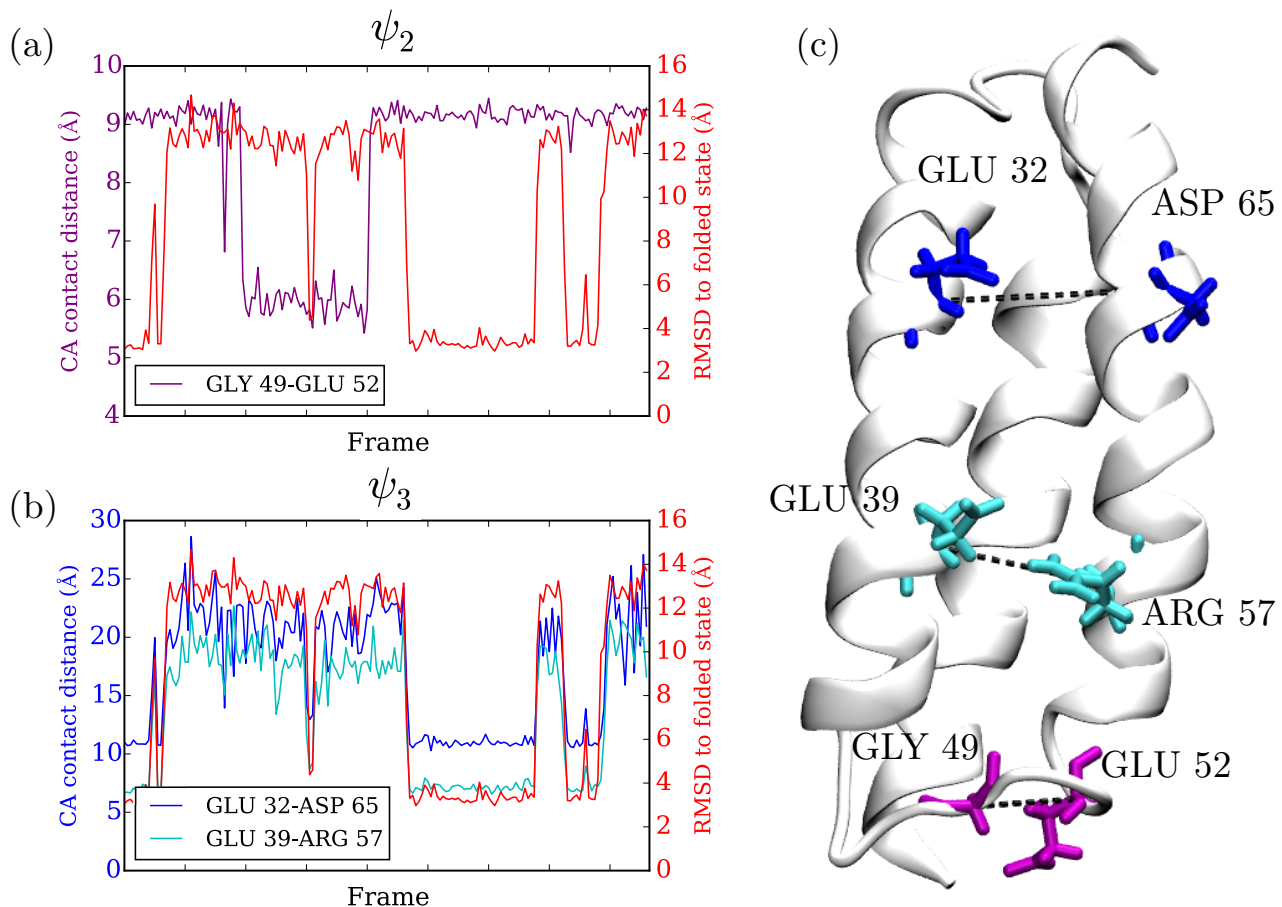 (a)
ψ2
10
9
8
7
6
5
4
CA contact distance (Å)
16
14
12
10
8
6
4
2
0
RMSD to folded state (Å)
GLY 49-GLU 52
Frame
(b)
ψ3
30
25
20
15
10
5
0
CA contact distance (Å)
16
14
12
10
8
6
4
2
0
RMSD to folded state (Å)
GLU 32-ASP 65
GLU 39-ARG 57
Frame
(c)
GLU 32
ASP 65
GLU 39
ARG 57
GLY 49
GLU 52